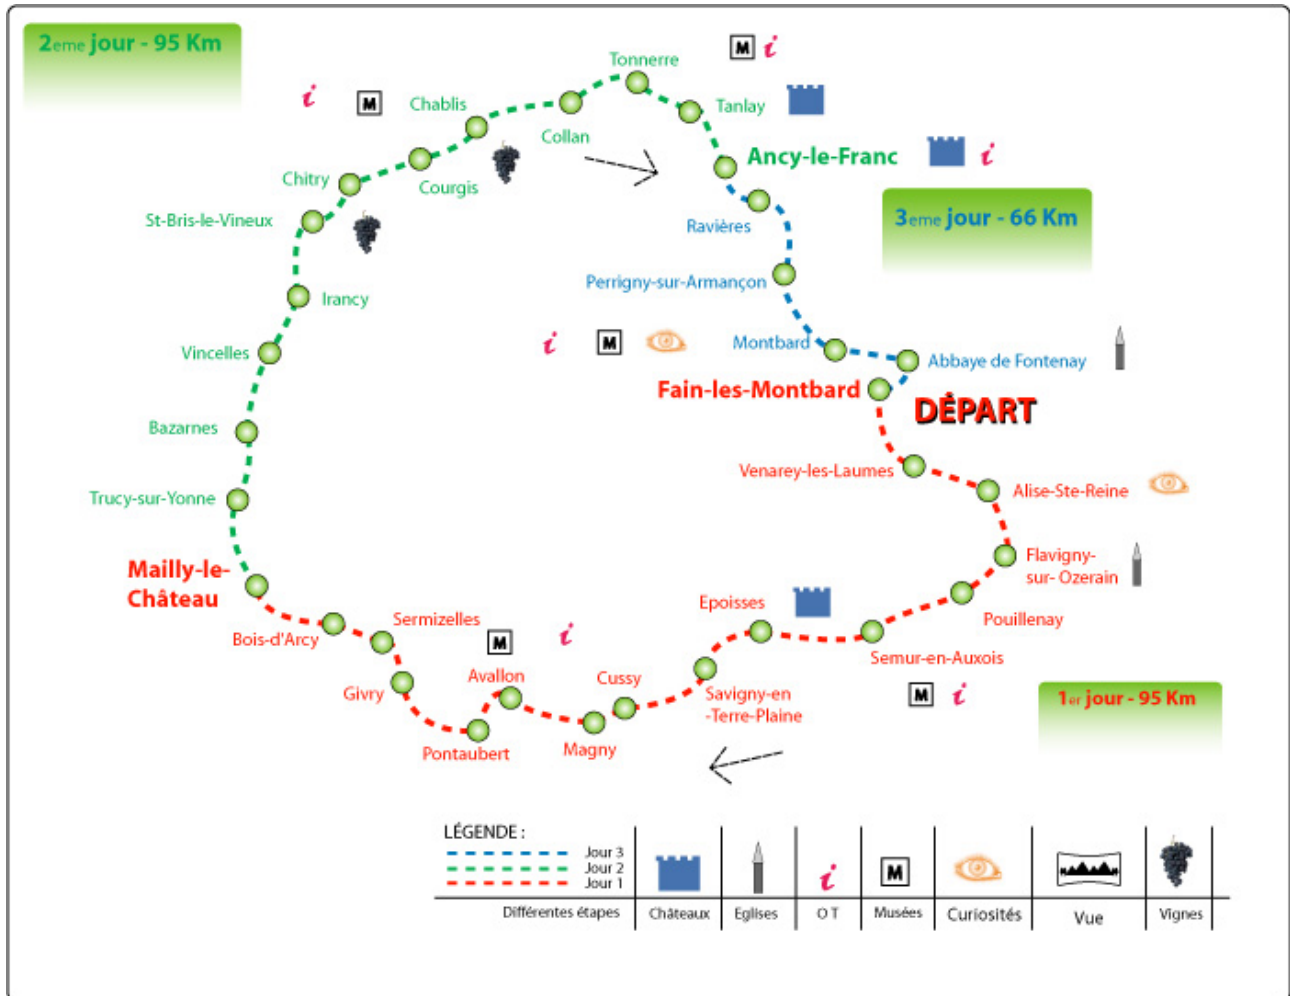 2eme jour - 95 Km
Tonnerre
M i
i M
Chablis
Tanlay
Collan
Ancy-le-Franc
i
Courgis
Chitry
3eme jour - 66 Km
St-Bris-le-Vineux
Ravières
Perrigny-sur-Armançon
Irancy
i M
Montbard
Vincelles
Abbaye de Fontenay
Fain-les-Montbard
DÉPART
Bazarnes
Venarey-les-Laumes
Alise-Ste-Reine
Trucy-sur-Yonne
Flavigny-
sur- Ozerain
Mailly-le-
Château
Epoisses
Pouillenay
Sermizelles
Bois-d'Arcy
M i
Semur-en-Auxois
Avallon
Cussy
Givry
Savigny-en
-Terre-Plaine
M i
1er jour - 95 Km
Pontaubert
Magny
LÉGENDE :
Jour 3
Jour 2
Jour 1
i M
Différentes étapes Châteaux Eglises O T Musées Curiosités Vue Vignes